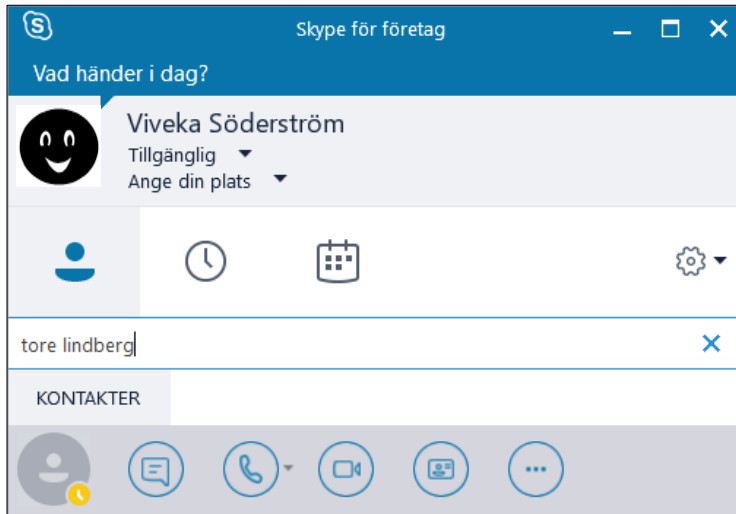 Skype för företag
Vad händer i dag?
Viveka Söderström
Tillgänglig
Ange din plats
tore lindberg
KONTAKTER